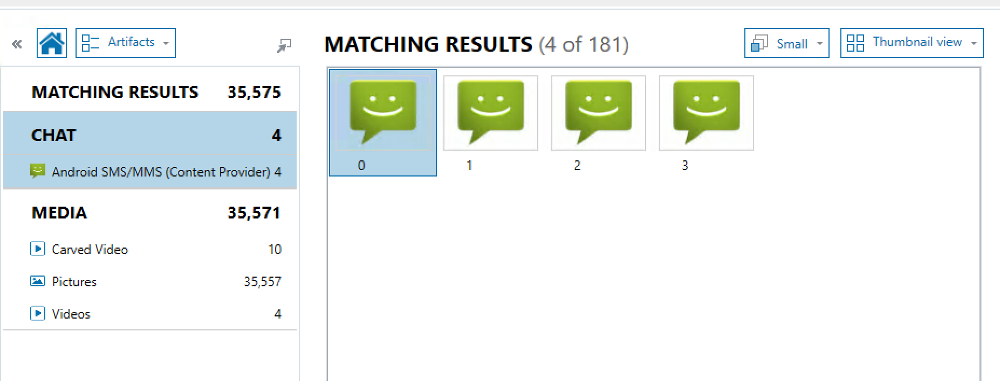 Artifacts
MATCHING RESULTS (4 of 181)
Small
Thumbnail view
MATCHING RESULTS 35,575
CHAT 4
Android SMS/MMS (Content Provider) 4
MEDIA 35,571
Carved Video 10
Pictures 35,557
Videos 4
0
1
2
3